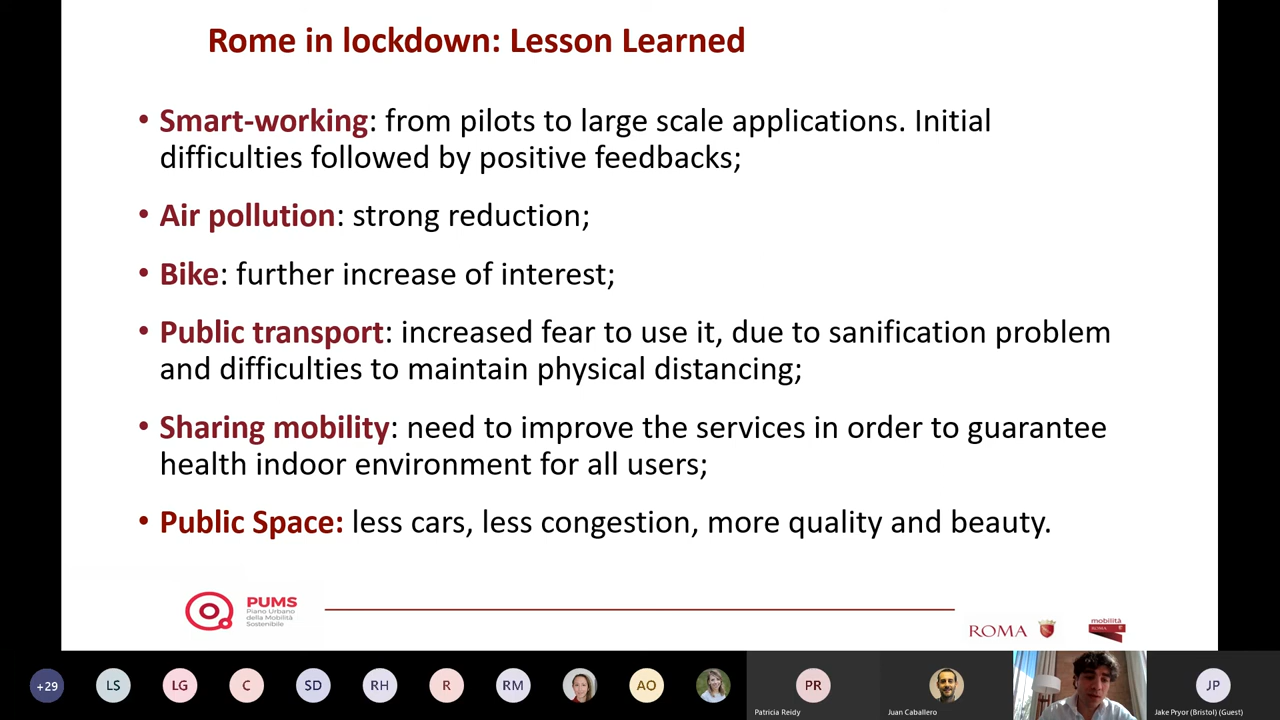 Rome in lockdown: Lesson Learned
• Smart-working: from pilots to large scale applications. Initial
difficulties followed by positive feedbacks;
• Air pollution: strong reduction;
• Bike: further increase of interest;
• Public transport: increased fear to use it, due to sanification problem
and difficulties to maintain physical distancing;
• Sharing mobility: need to improve the services in order to guarantee
health indoor environment for all users;
• Public Space: less cars, less congestion, more quality and beauty.
PUMS
Piano Urbano
della Mobilità
Sostenibile
ROMA
mobilità
ROMA
+29
LS
LG
C
SD
RH
R
RM
AO
PR
JP
Patricia Reidy
Juan Caballero
Jake Pryor (Bristol) (Guest)